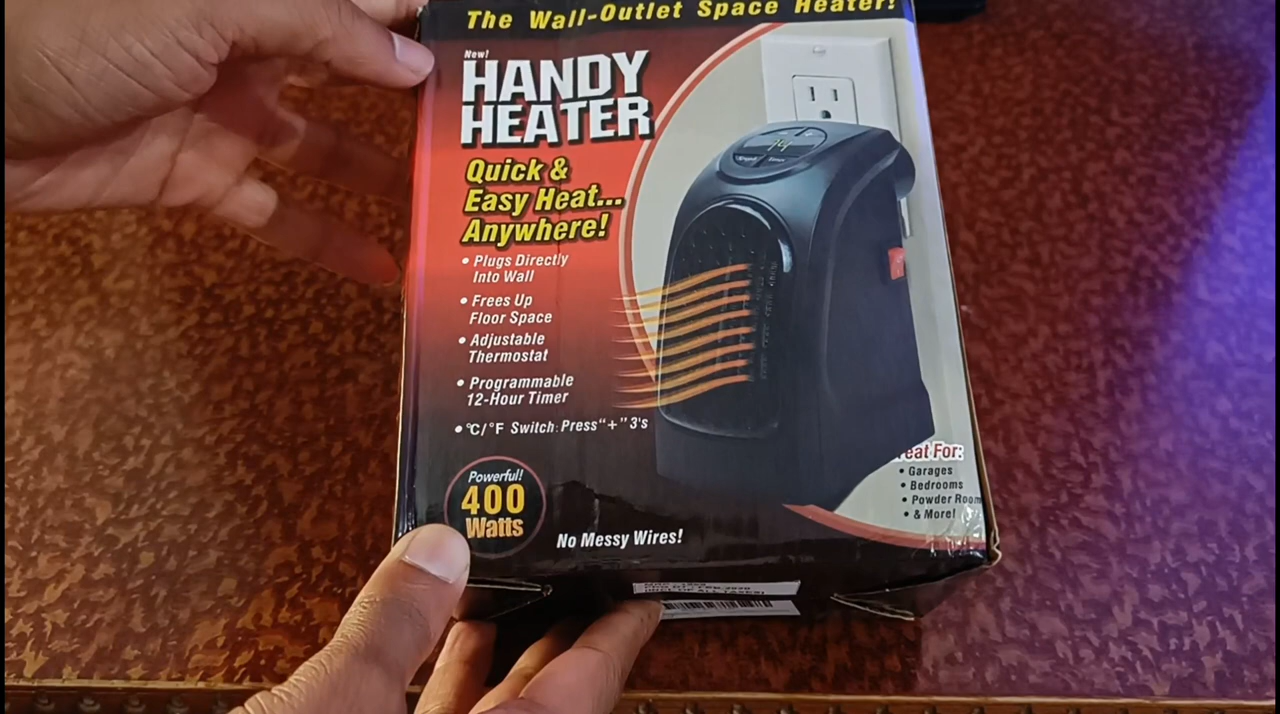 The Wall-Outlet Space Heater!
New!
HANDY
HEATER
Quick &
Easy Heat...
Anywhere!
• Plugs Directly
Into Wall
• Frees Up
Floor Space
• Adjustable
Thermostat
• Programmable
12-Hour Timer
• °C/°F Switch: Press“+” 3's
Powerful!
400
Watts
No Messy Wires!
For:
• Garages
• Bedrooms
• Powder Room
• & More!